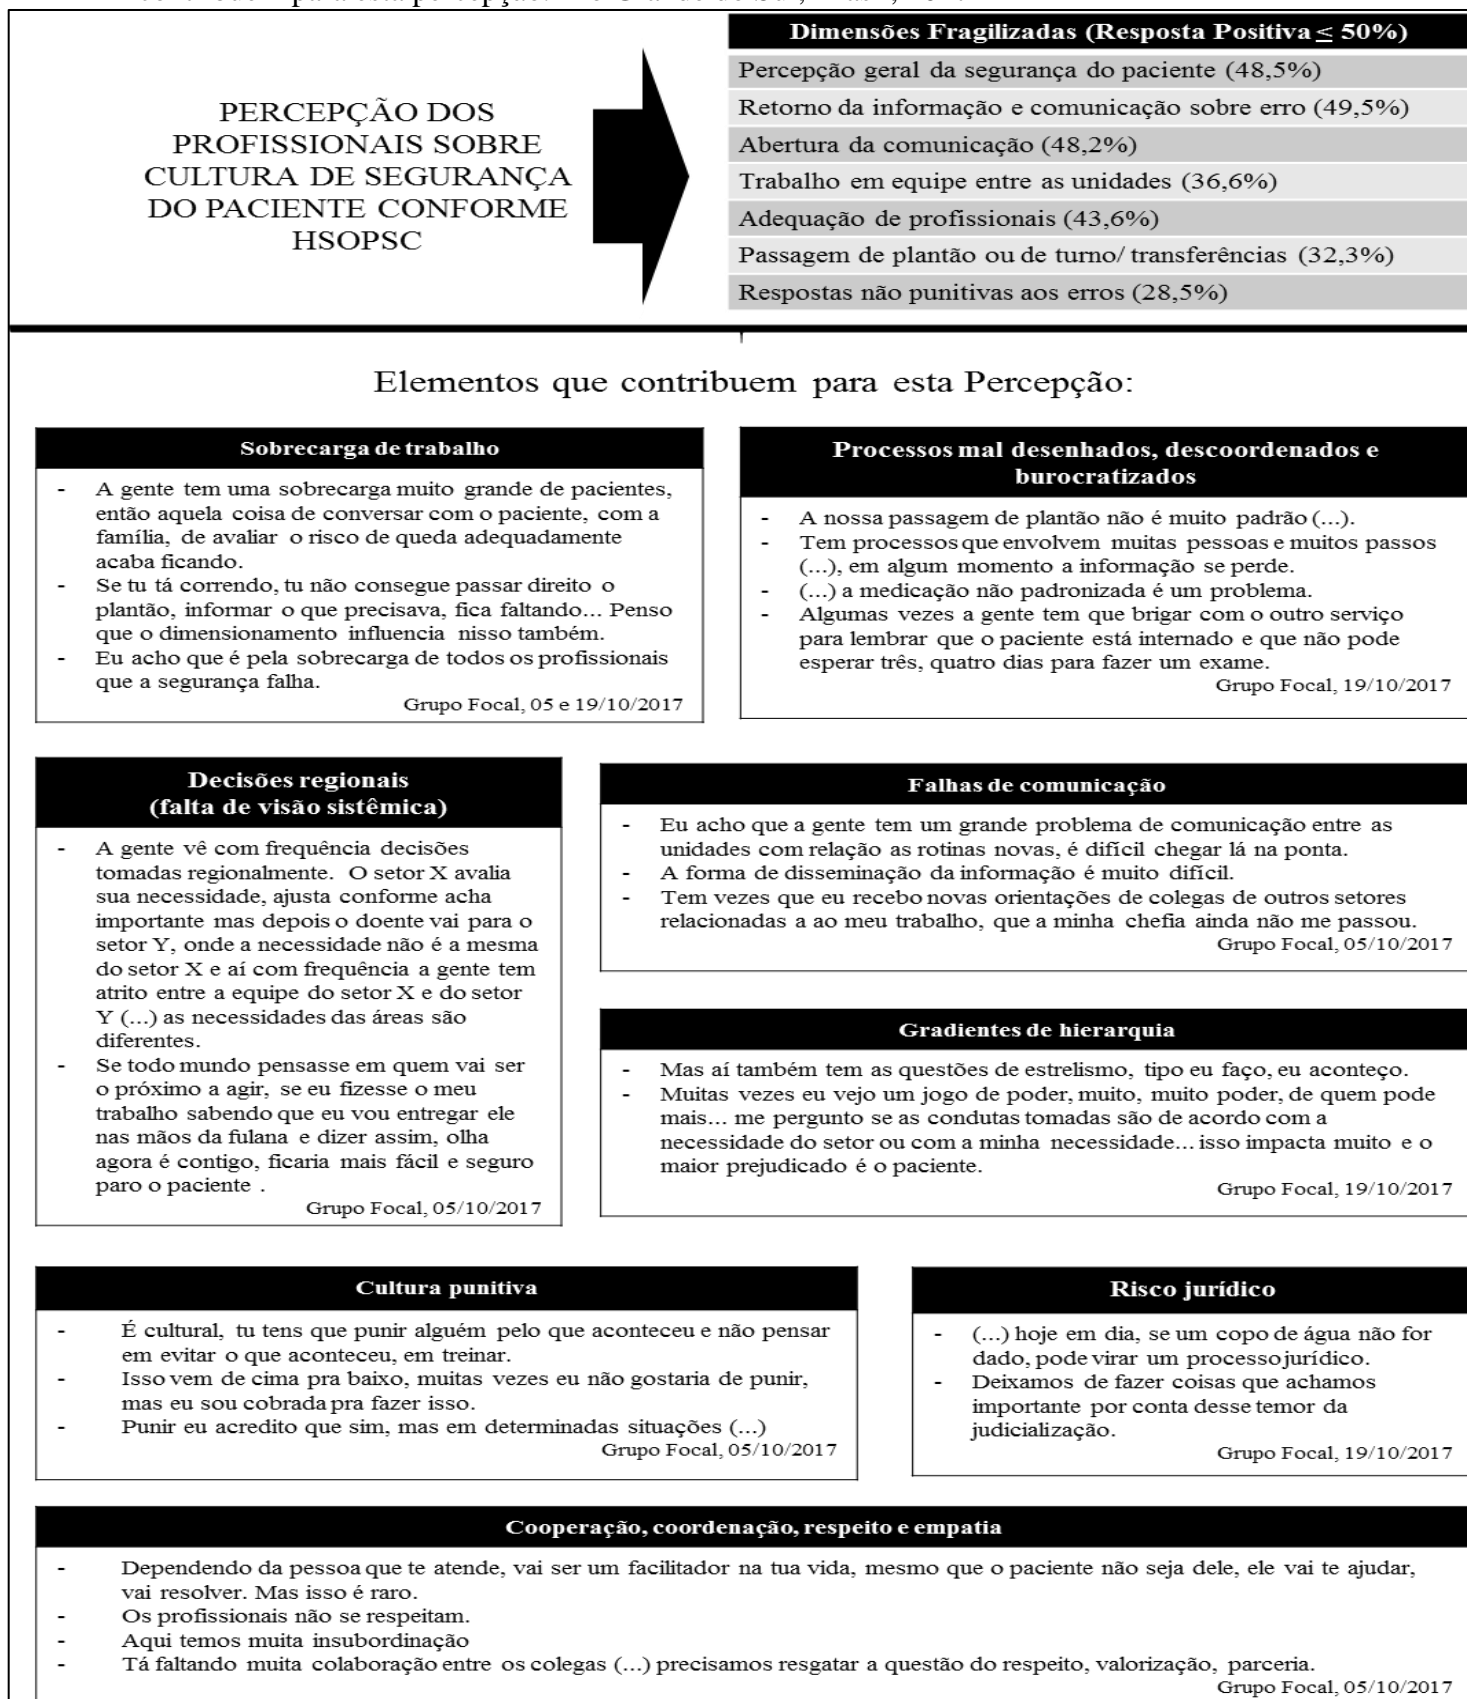 PERCEPÇÃO DOS
PROFISSIONAIS SOBRE
CULTURA DE SEGURANÇA
DO PACIENTE CONFORME
HSOPSC
Dimensões Fragilizadas (Resposta Positiva ≤ 50%)
Percepção geral da segurança do paciente (48,5%)
Retorno da informação e comunicação sobre erro (49,5%)
Abertura da comunicação (48,2%)
Trabalho em equipe entre as unidades (36,6%)
Adequação de profissionais (43,6%)
Passagem de plantão ou de turno/ transferências (32,3%)
Respostas não punitivas aos erros (28,5%)
Elementos que contribuem para esta Percepção:
Sobrecarga de trabalho
- A gente tem uma sobrecarga muito grande de pacientes,
então aquela coisa de conversar com o paciente, com a
família, de avaliar o risco de queda adequadamente
acaba ficando.
- Se tu tá correndo, tu não consegue passar direito o
plantão, informar o que precisava, fica faltando... Penso
que o dimensionamento influencia nisso também.
- Eu acho que é pela sobrecarga de todos os profissionais
que a segurança falha.
Grupo Focal, 05 e 19/10/2017
Processos mal desenhados, descoordenados e
burocratizados
- A nossa passagem de plantão não é muito padrão (...).
- Tem processos que envolvem muitas pessoas e muitos passos
(...), em algum momento a informação se perde.
- (...) a medicação não padronizada é um problema.
- Algumas vezes a gente tem que brigar com o outro serviço
para lembrar que o paciente está internado e que não pode
esperar três, quatro dias para fazer um exame.
Grupo Focal, 19/10/2017
Decisões regionais
(falta de visão sistêmica)
- A gente vê com frequência decisões
tomadas regionalmente. O setor X avalia
sua necessidade, ajusta conforme acha
importante mas depois o doente vai para o
setor Y, onde a necessidade não é a mesma
do setor X e aí com frequência a gente tem
atrito entre a equipe do setor X e do setor
Y (...) as necessidades das áreas são
diferentes.
- Se todo mundo pensasse em quem vai ser
o próximo a agir, se eu fizesse o meu
trabalho sabendo que eu vou entregar ele
nas mãos da fulana e dizer assim, olha
agora é contigo, ficaria mais fácil e seguro
paro o paciente .
Grupo Focal, 05/10/2017
Falhas de comunicação
- Eu acho que a gente tem um grande problema de comunicação entre as
unidades com relação as rotinas novas, é difícil chegar lá na ponta.
- A forma de disseminação da informação é muito difícil.
- Tem vezes que eu recebo novas orientações de colegas de outros setores
relacionadas a ao meu trabalho, que a minha chefia ainda não me passou.
Grupo Focal, 05/10/2017
Gradientes de hierarquia
- Mas aí também tem as questões de estrelismo, tipo eu faço, eu aconteço.
- Muitas vezes eu vejo um jogo de poder, muito, muito poder, de quem pode
mais... me pergunto se as condutas tomadas são de acordo com a
necessidade do setor ou com a minha necessidade... isso impacta muito e o
maior prejudicado é o paciente.
Grupo Focal, 19/10/2017
Cultura punitiva
- É cultural, tu tens que punir alguém pelo que aconteceu e não pensar
em evitar o que aconteceu, em treinar.
- Isso vem de cima pra baixo, muitas vezes eu não gostaria de punir,
mas eu sou cobrada pra fazer isso.
- Punir eu acredito que sim, mas em determinadas situações (...)
Grupo Focal, 05/10/2017
Risco jurídico
- (...) hoje em dia, se um copo de água não for
dado, pode virar um processo jurídico.
- Deixamos de fazer coisas que achamos
importante por conta desse temor da
judicialização.
Grupo Focal, 19/10/2017
Cooperação, coordenação, respeito e empatia
- Dependendo da pessoa que te atende, vai ser um facilitador na tua vida, mesmo que o paciente não seja dele, ele vai te ajudar,
vai resolver. Mas isso é raro.
- Os profissionais não se respeitam.
- Aqui temos muita insubordinação
- Tá faltando muita colaboração entre os colegas (...) precisamos resgatar a questão do respeito, valorização, parceria.
Grupo Focal, 05/10/2017